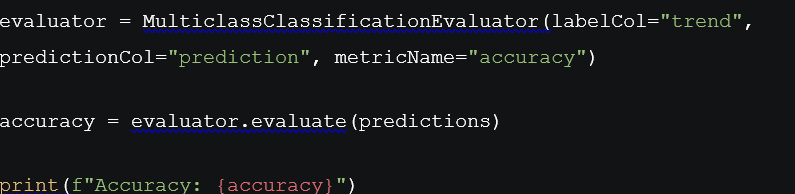 evaluator = MulticlassClassificationEvaluator(labelCol="trend",
predictionCol="prediction", metricName="accuracy")
accuracy = evaluator.evaluate(predictions)
print(f"Accuracy: {accuracy}")